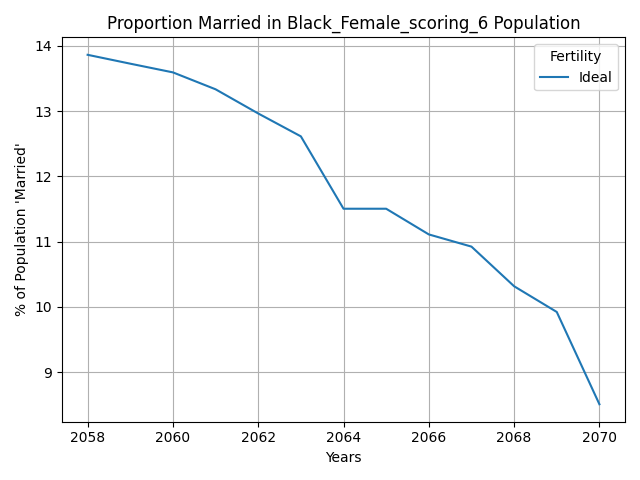 Proportion Married in Black_Female_scoring_6 Population
Fertility
Ideal
% of Population 'Married'
14
13
12
11
10
9
2058 2060 2062 2064 2066 2068 2070
Years